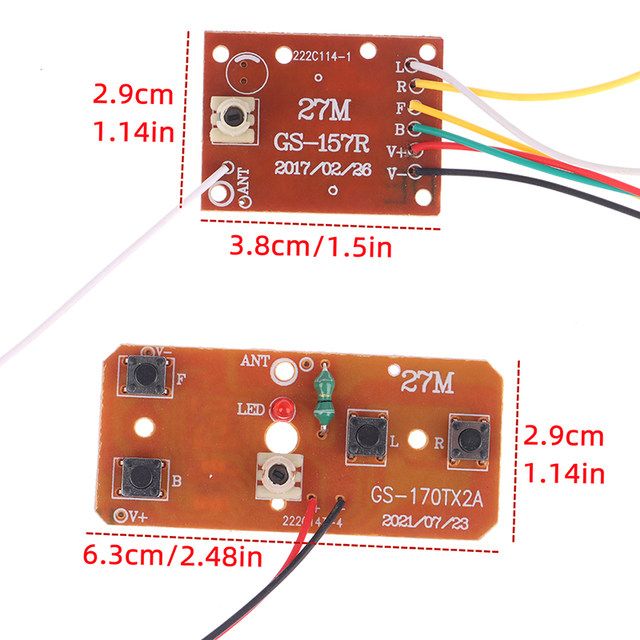 222C114-1
2.9cm
1.14in
27M
GS-157R
2017/02/26
L
R
F
B
V+
V-
ANT
3.8cm/1.5in
V-
F
ANT
LED
27M
L
R
B
V+
GS-170TX2A
2021/07/23
2.9cm
1.14in
6.3cm/2.48in